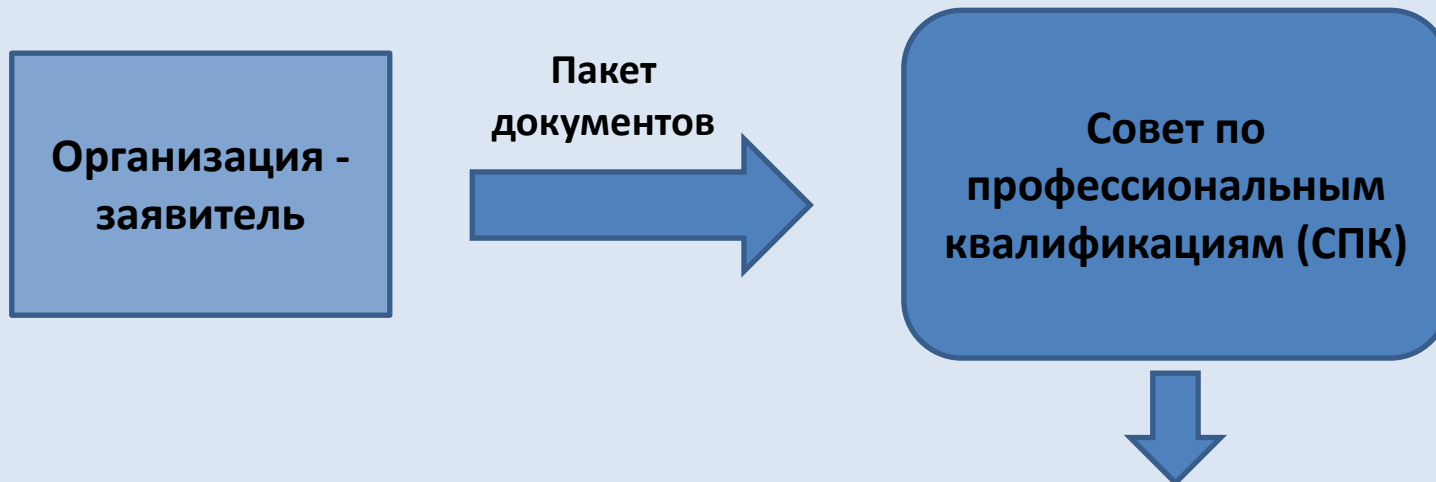 Организация -
заявитель
Пакет
документов
Совет по
профессиональным
квалификациям (СПК)